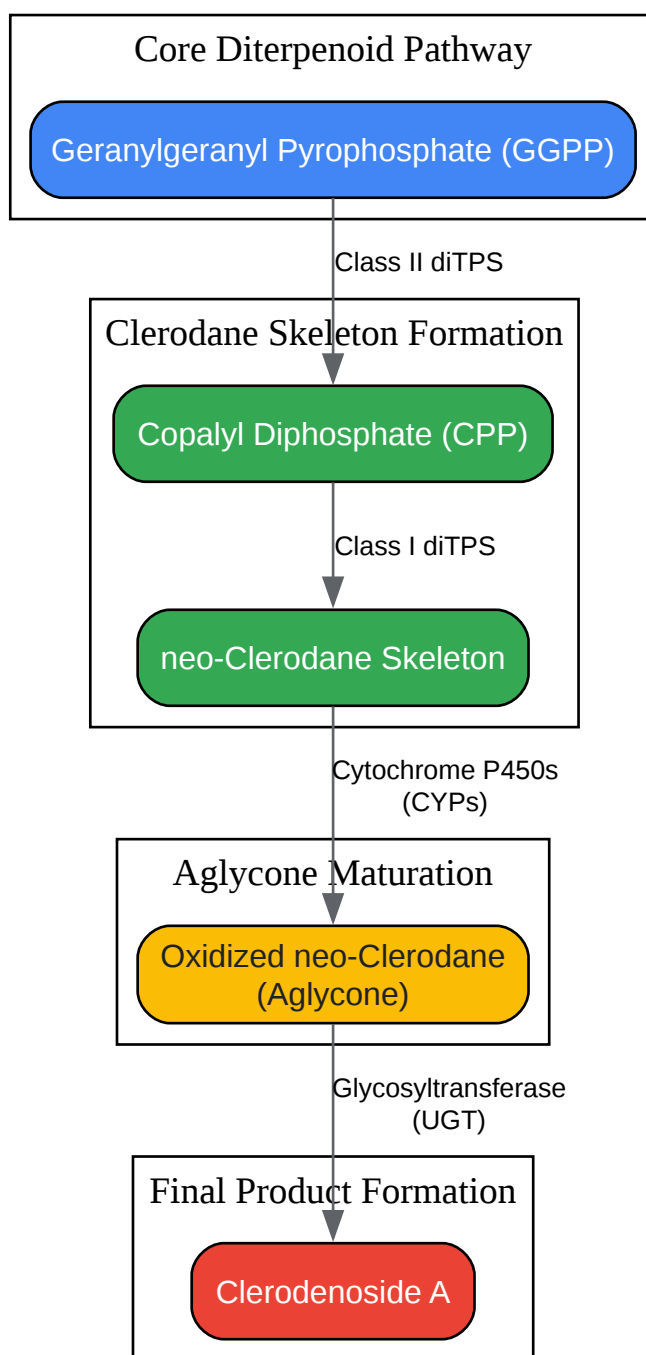 Core Diterpenoid Pathway
Geranylgeranyl Pyrophosphate (GGPP)
Class II diTPS
Clerodane Skeleton Formation
Copalyl Diphosphate (CPP)
Class I diTPS
neo-Clerodane Skeleton
Cytochrome P450s
(CYPs)
Aglycone Maturation
Oxidized neo-Clerodane
(Aglycone)
Glycosyltransferase
(UGT)
Final Product Formation
Clerodenoside A